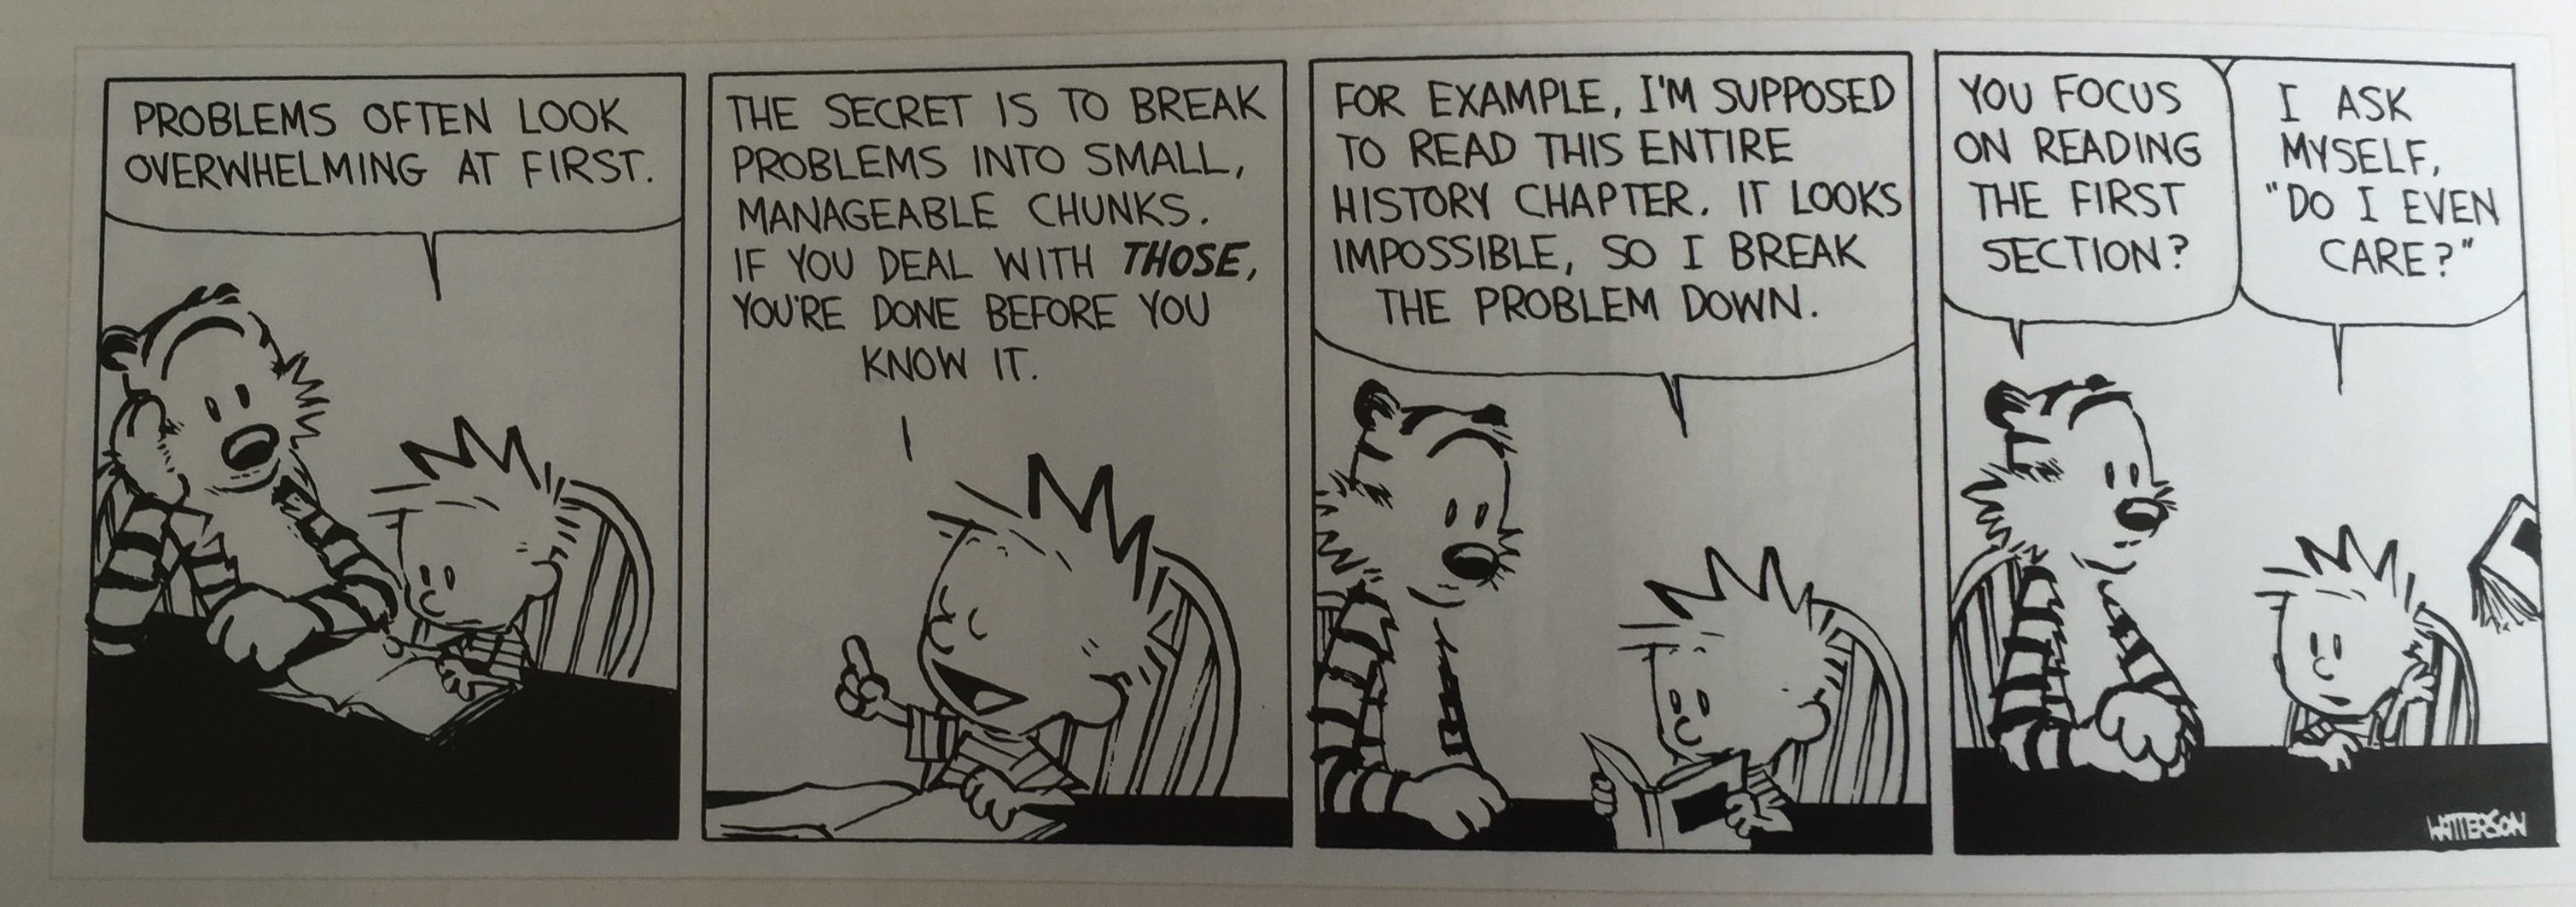 PROBLEMS OFTEN LOOK
OVERWHELMING AT FIRST.
THE SECRET IS TO BREAK
PROBLEMS INTO SMALL,
MANAGEABLE CHUNKS.
IF YOU DEAL WITH THOSE,
YOU'RE DONE BEFORE YOU
KNOW IT.
FOR EXAMPLE, I'M SUPPOSED
TO READ THIS ENTIRE
HISTORY CHAPTER. IT LOOKS
IMPOSSIBLE, SO I BREAK
THE PROBLEM DOWN.
YOU FOCUS
ON READING
THE FIRST
SECTION?
I ASK
MYSELF,
"DO I EVEN
CARE?"
WATTERSON